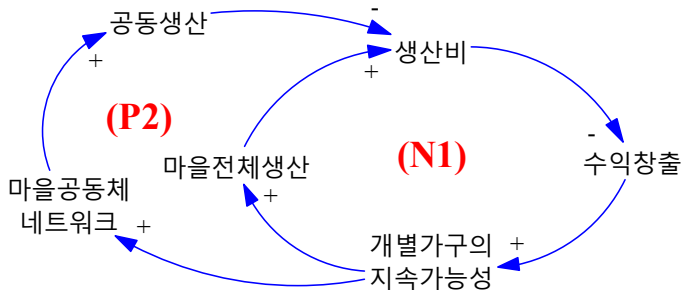 공동생산
-
생산비
+
+
(P2)
(N1)
-
마을전체생산
수익창출
마을공동체
네트워크
+
+
개별가구의
지속가능성
+